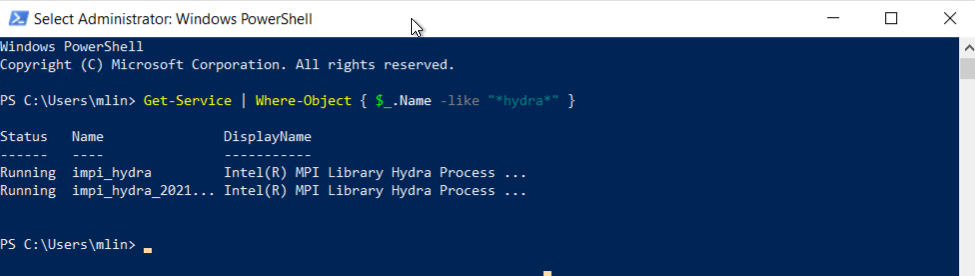 Select Administrator: Windows PowerShell
Windows PowerShell
Copyright (C) Microsoft Corporation. All rights reserved.
PS C:\Users\mlin> Get-Service | Where-Object { $_.Name -like "*hydra*" }
Status   Name               DisplayName
------   ----               -----------
Running  impi_hydra         Intel(R) MPI Library Hydra Process ...
Running  impi_hydra_2021... Intel(R) MPI Library Hydra Process ...
PS C:\Users\mlin>